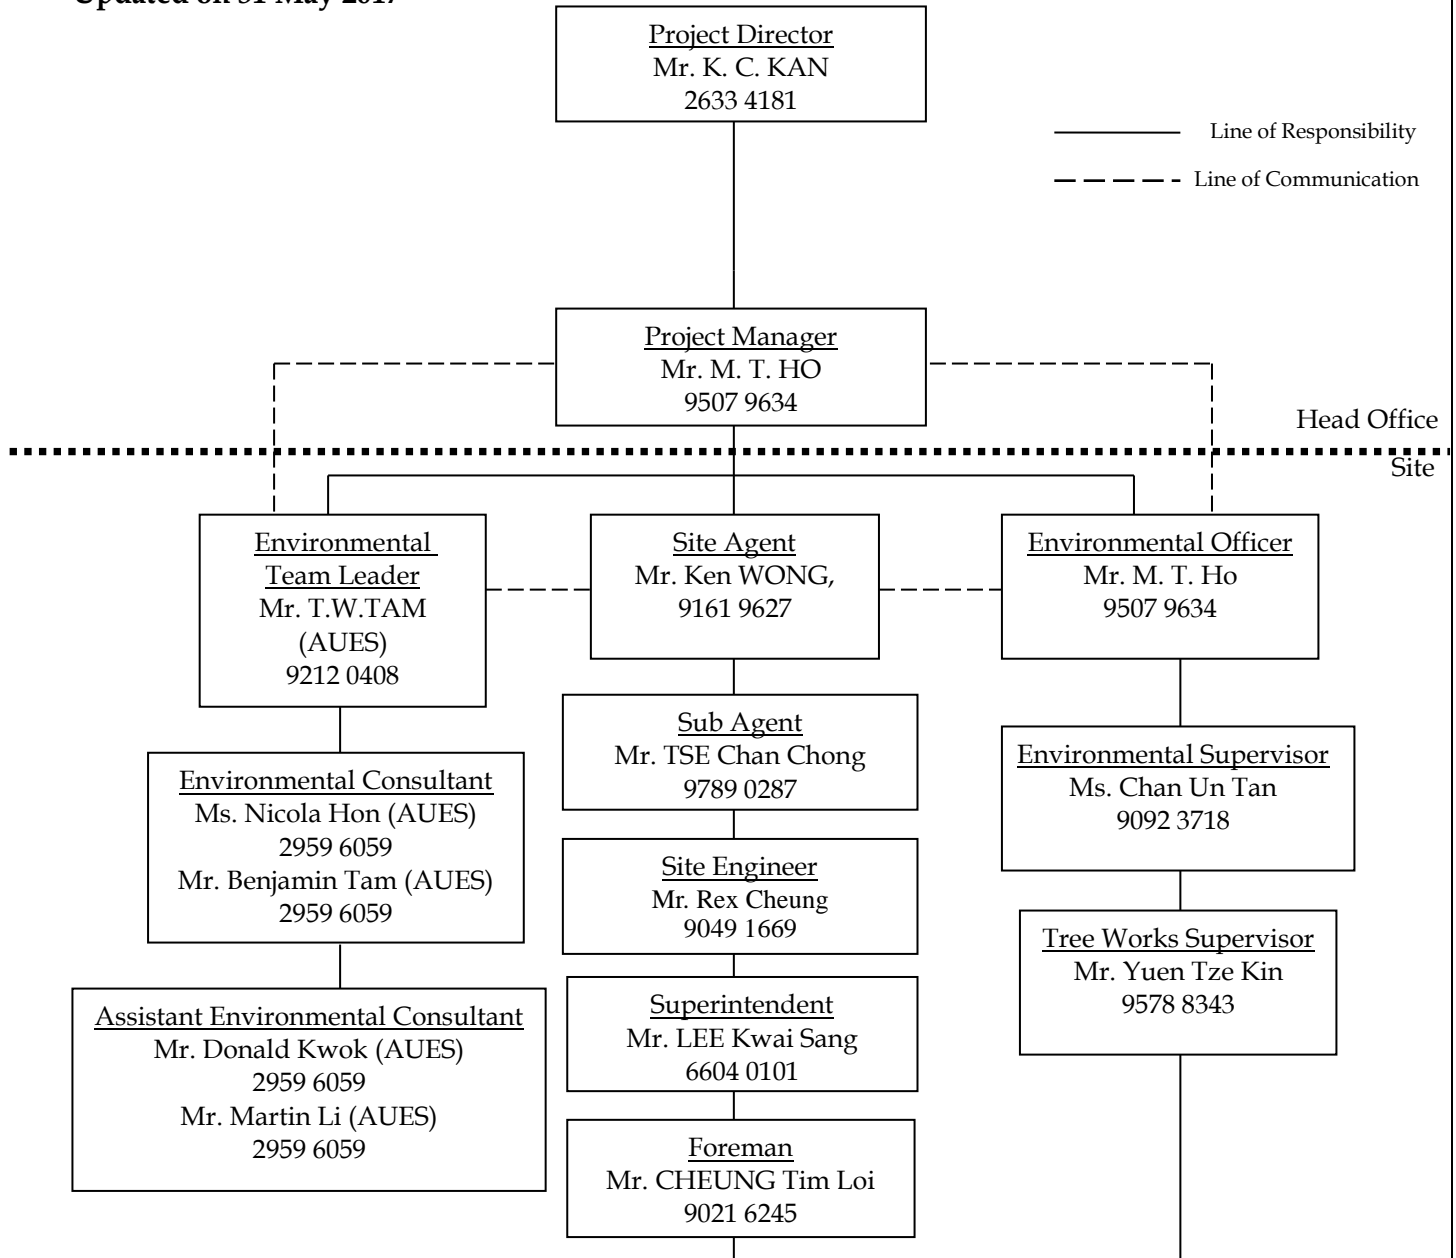 Updated on 31 May 2017
Project Director
Mr. K. C. KAN
2633 4181
Line of Responsibility
Line of Communication
Project Manager
Mr. M. T. HO
9507 9634
Head Office
Site
Environmental
Team Leader
Mr. T.W.TAM
(AUES)
9212 0408
Site Agent
Mr. Ken WONG,
9161 9627
Environmental Officer
Mr. M. T. Ho
9507 9634
Environmental Consultant
Ms. Nicola Hon (AUES)
2959 6059
Mr. Benjamin Tam (AUES)
2959 6059
Sub Agent
Mr. TSE Chan Chong
9789 0287
Environmental Supervisor
Ms. Chan Un Tan
9092 3718
Site Engineer
Mr. Rex Cheung
9049 1669
Tree Works Supervisor
Mr. Yuen Tze Kin
9578 8343
Assistant Environmental Consultant
Mr. Donald Kwok (AUES)
2959 6059
Mr. Martin Li (AUES)
2959 6059
Superintendent
Mr. LEE Kwai Sang
6604 0101
Foreman
Mr. CHEUNG Tim Loi
9021 6245